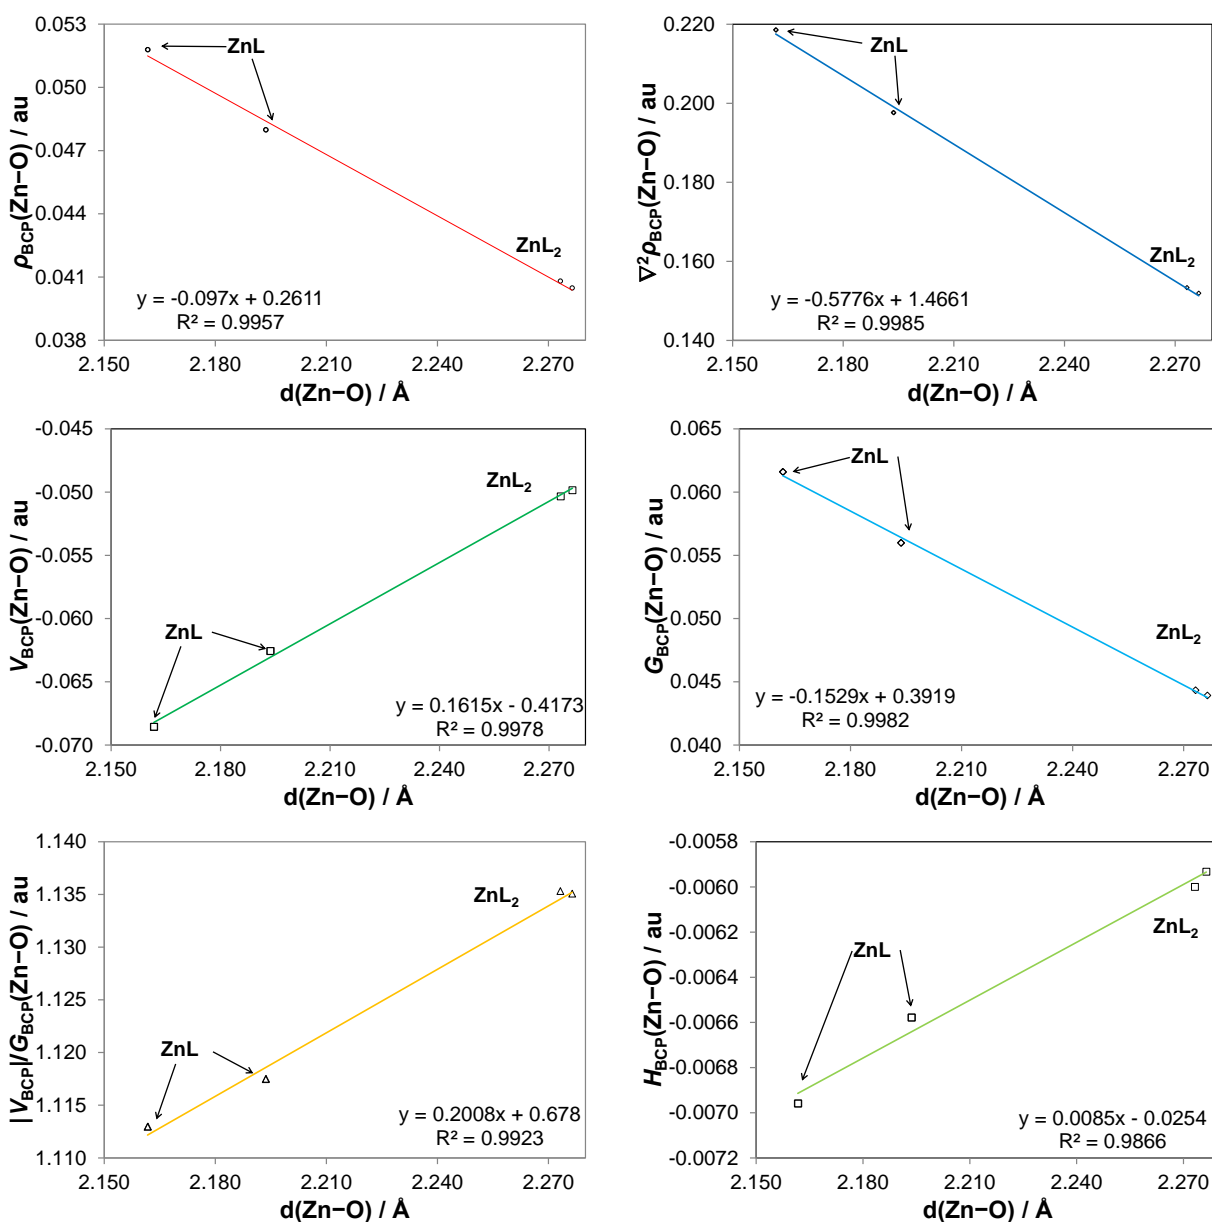 0.053
0.050
0.047
0.044
0.041
0.038
ρBCP(Zn−O) / au
ZnL
ZnL2
y = -0.097x + 0.2611
R² = 0.9957
2.150 2.180 2.210 2.240 2.270
d(Zn−O) / Å
0.220
0.200
0.180
0.160
0.140
∇²ρBCP(Zn−O) / au
ZnL
ZnL2
y = -0.5776x + 1.4661
R² = 0.9985
2.150 2.180 2.210 2.240 2.270
d(Zn−O) / Å
-0.045
-0.050
-0.055
-0.060
-0.065
-0.070
VBCP(Zn−O) / au
ZnL2
ZnL
y = 0.1615x - 0.4173
R² = 0.9978
2.150 2.180 2.210 2.240 2.270
d(Zn−O) / Å
0.065
0.060
0.055
0.050
0.045
0.040
GBCP(Zn−O) / au
ZnL
ZnL2
y = -0.1529x + 0.3919
R² = 0.9982
2.150 2.180 2.210 2.240 2.270
d(Zn−O) / Å
1.140
1.135
1.130
1.125
1.120
1.115
1.110
|VBCP|/GBCP(Zn−O) / au
ZnL2
ZnL
y = 0.2008x + 0.678
R² = 0.9923
2.150 2.180 2.210 2.240 2.270
d(Zn−O) / Å
-0.0058
-0.0060
-0.0062
-0.0064
-0.0066
-0.0068
-0.0070
-0.0072
HBCP(Zn−O) / au
ZnL2
ZnL
y = 0.0085x - 0.0254
R² = 0.9866
2.150 2.180 2.210 2.240 2.270
d(Zn−O) / Å